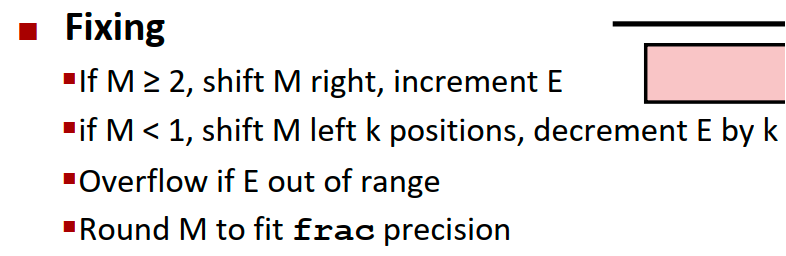 Fixing
If M ≥ 2, shift M right, increment E
if M < 1, shift M left k positions, decrement E by k
Overflow if E out of range
Round M to fit frac precision